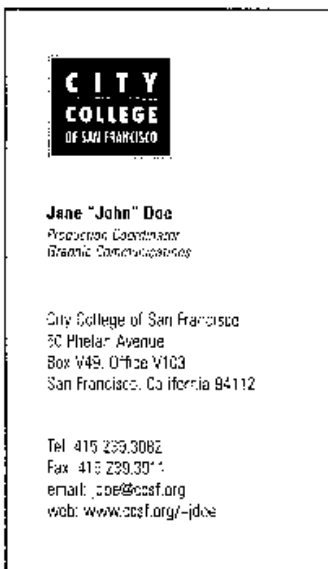 CITY
COLLEGE
OF SAN FRANCISCO
Jane "John" Doe
Production Coordinator
Graphic Communications
City College of San Francisco
50 Phelan Avenue
Box V49, Office V103
San Francisco, California 94112
Tel: 415 239.3082
Fax: 415 239.3911
email: jdoe@ccsf.org
web: www.ccsf.org/~jdoe